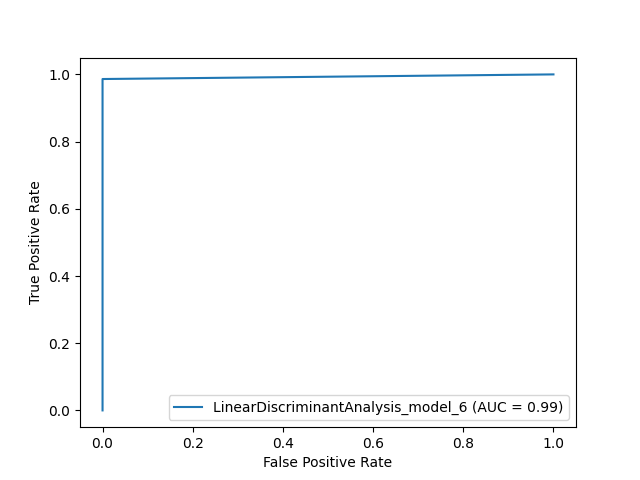 1.0
0.8
0.6
0.4
0.2
0.0
True Positive Rate
LinearDiscriminantAnalysis_model_6 (AUC = 0.99)
0.0 0.2 0.4 0.6 0.8 1.0
False Positive Rate